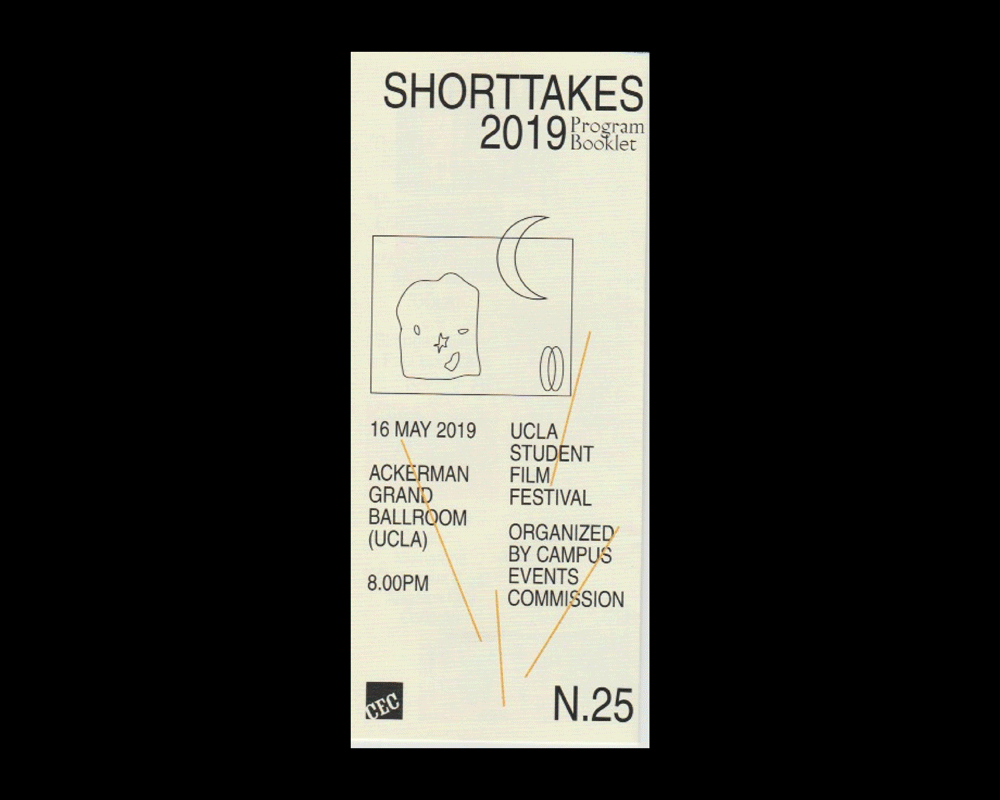 SHORTTAKES
2019 Program
Booklet
16 MAY 2019
ACKERMAN
GRAND
BALLROOM
(UCLA)
8.00PM
UCLA
STUDENT
FILM
FESTIVAL
ORGANIZED
BY CAMPUS
EVENTS
COMMISSION
CEC
N.25